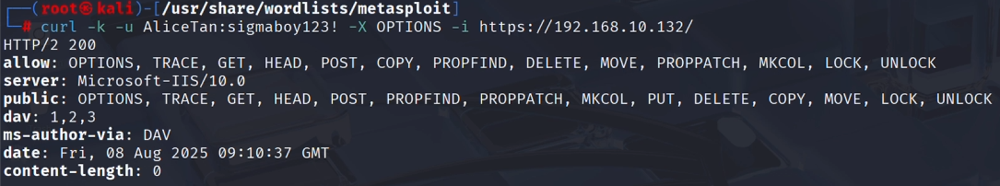 ┌──(root㉿kali)-[/usr/share/wordlists/metasploit]
└─# curl -k -u AliceTan:sigmaboy123! -X OPTIONS -i https://192.168.10.132/
HTTP/2 200
allow: OPTIONS, TRACE, GET, HEAD, POST, COPY, PROPFIND, DELETE, MOVE, PROPPATCH, MKCOL, LOCK, UNLOCK
server: Microsoft-IIS/10.0
public: OPTIONS, TRACE, GET, HEAD, POST, PROPFIND, PROPPATCH, MKCOL, PUT, DELETE, COPY, MOVE, LOCK, UNLOCK
dav: 1,2,3
ms-author-via: DAV
date: Fri, 08 Aug 2025 09:10:37 GMT
content-length: 0